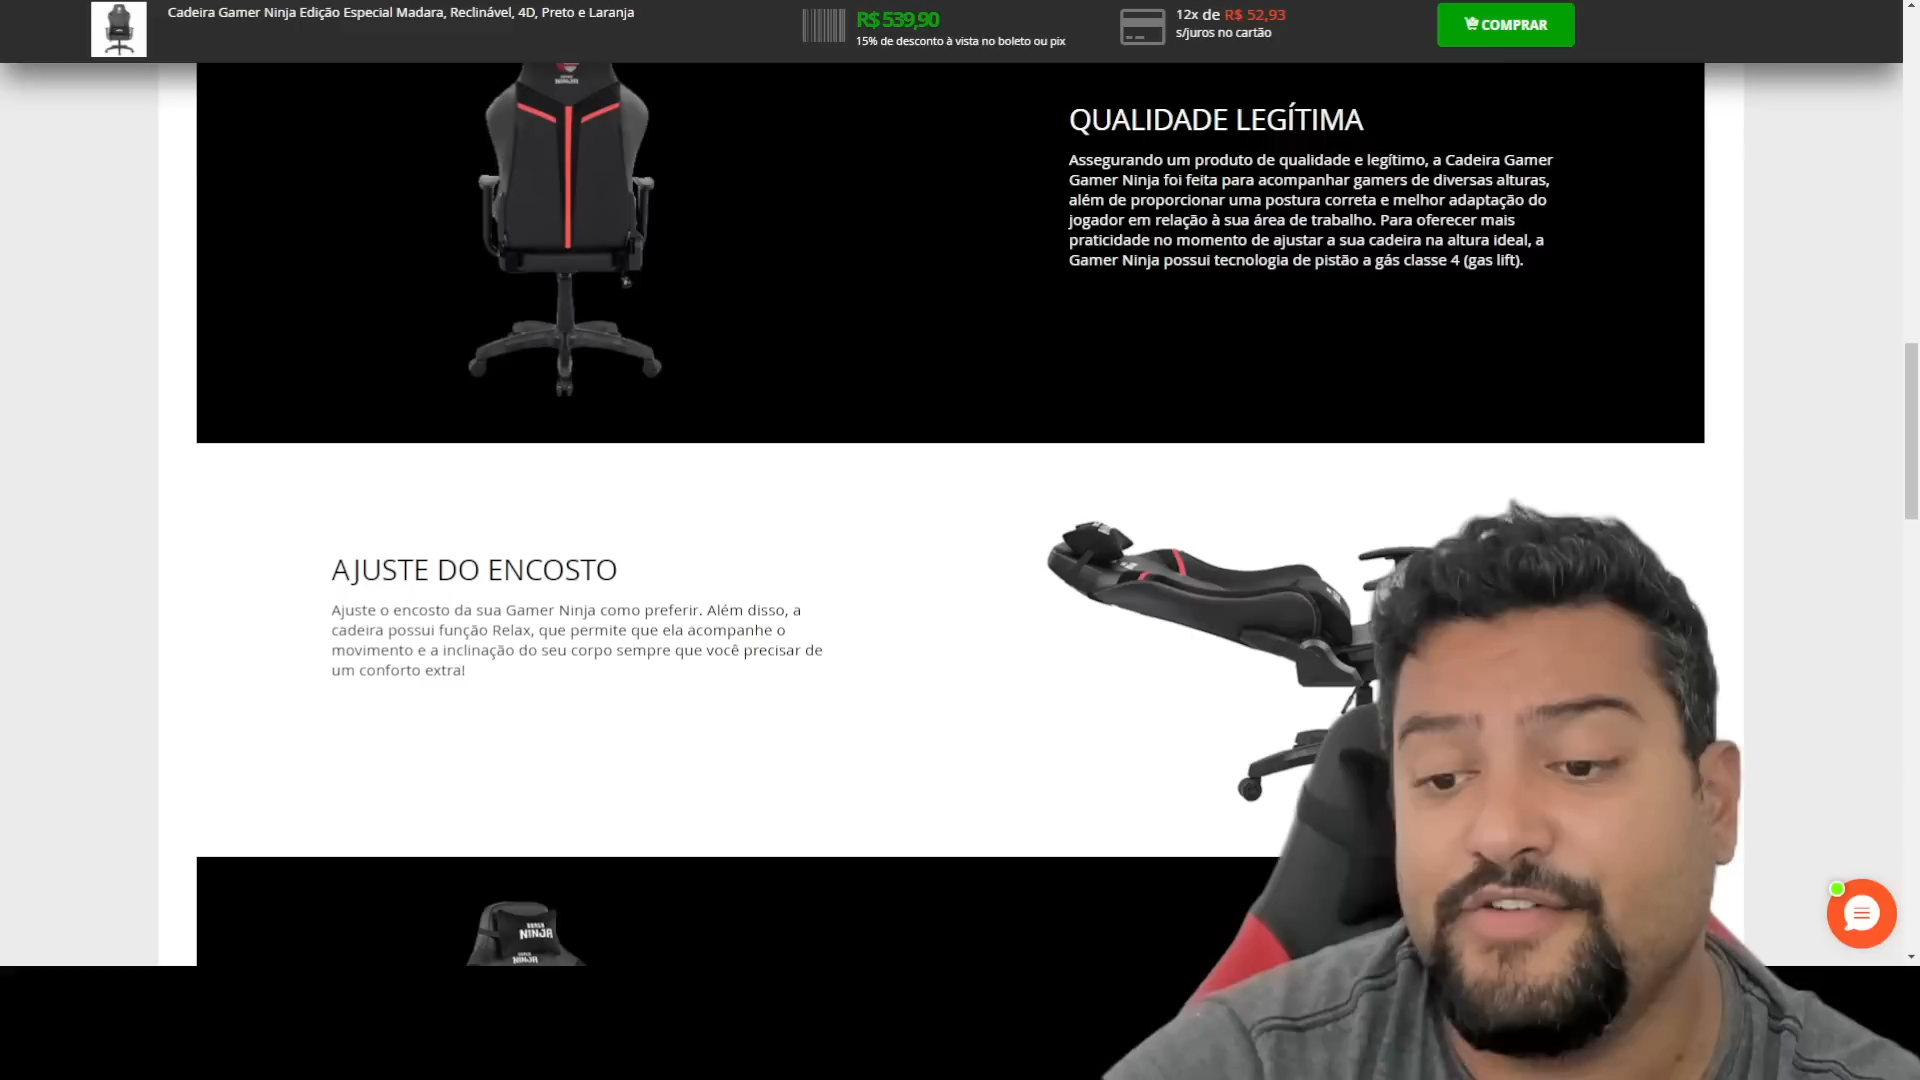 Cadeira Gamer Ninja Edição Especial Madara, Reclinável, 4D, Preto e Laranja
R$ 539,90
15% de desconto à vista no boleto ou pix
12x de R$ 52,93
s/juros no cartão
COMPRAR
NINJA
QUALIDADE LEGÍTIMA
Assegurando um produto de qualidade e legítimo, a Cadeira Gamer
Gamer Ninja foi feita para acompanhar gamers de diversas alturas,
além de proporcionar uma postura correta e melhor adaptação do
jogador em relação à sua área de trabalho. Para oferecer mais
praticidade no momento de ajustar a sua cadeira na altura ideal, a
Gamer Ninja possui tecnologia de pistão a gás classe 4 (gas lift).
AJUSTE DO ENCOSTO
Ajuste o encosto da sua Gamer Ninja como preferir. Além disso, a
cadeira possui função Relax, que permite que ela acompanhe o
movimento e a inclinação do seu corpo sempre que você precisar de
um conforto extra!
GAMER
NINJA
GAMER
NINJA